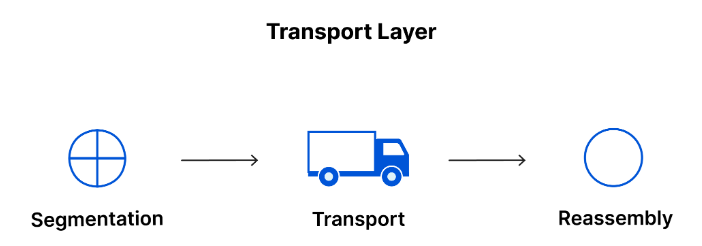 Transport Layer
Segmentation
Transport
Reassembly